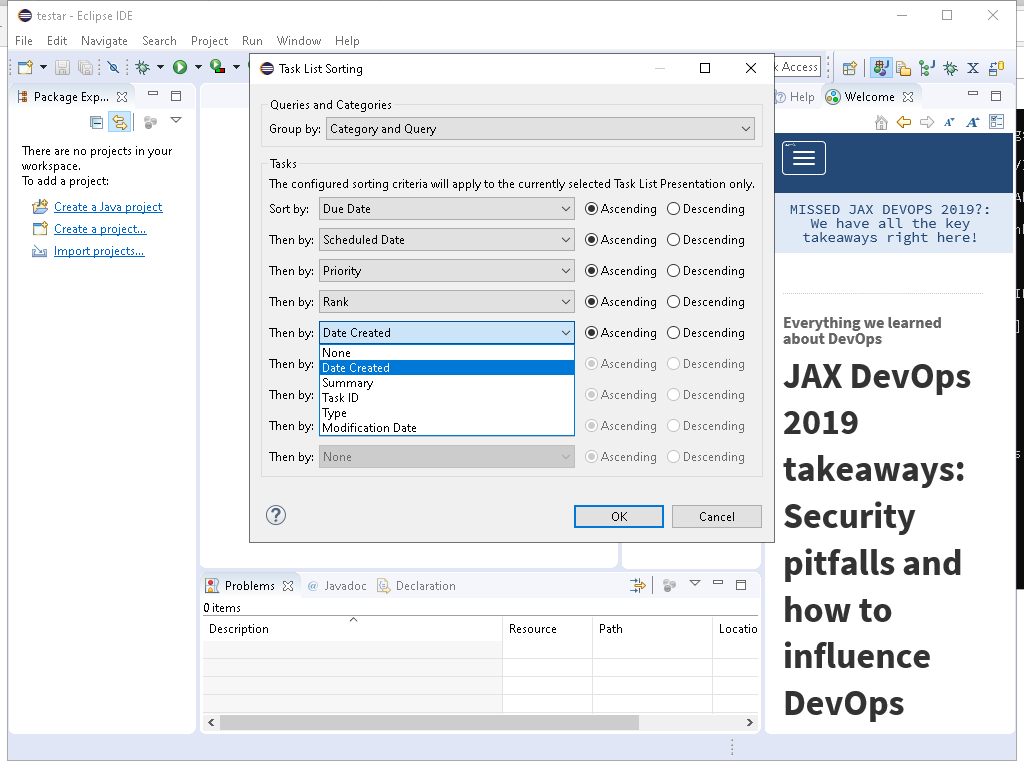 testar - Eclipse IDE
File Edit Navigate Search Project Run Window Help
Access
Package Exp...
There are no projects in your
workspace.
To add a project:
Create a Java project
Create a project...
Import projects...
Task List Sorting
Queries and Categories
Group by: Category and Query
Tasks
The configured sorting criteria will apply to the currently selected Task List Presentation only.
Sort by: Due Date Ascending Descending
Then by: Scheduled Date Ascending Descending
Then by: Priority Ascending Descending
Then by: Rank Ascending Descending
Then by: Date Created Ascending Descending
None
Then by: Date Created Ascending Descending
Summary
Then by: Task ID Ascending Descending
Type
Then by: Modification Date Ascending Descending
Then by: None Ascending Descending
OK Cancel
Help Welcome
MISSED JAX DEVOPS 2019?:
We have all the key
takeaways right here!
Everything we learned
about DevOps
JAX DevOps
2019
takeaways:
Security
pitfalls and
how to
influence
DevOps
Problems @ Javadoc Declaration
0 items
Description Resource Path Locatio